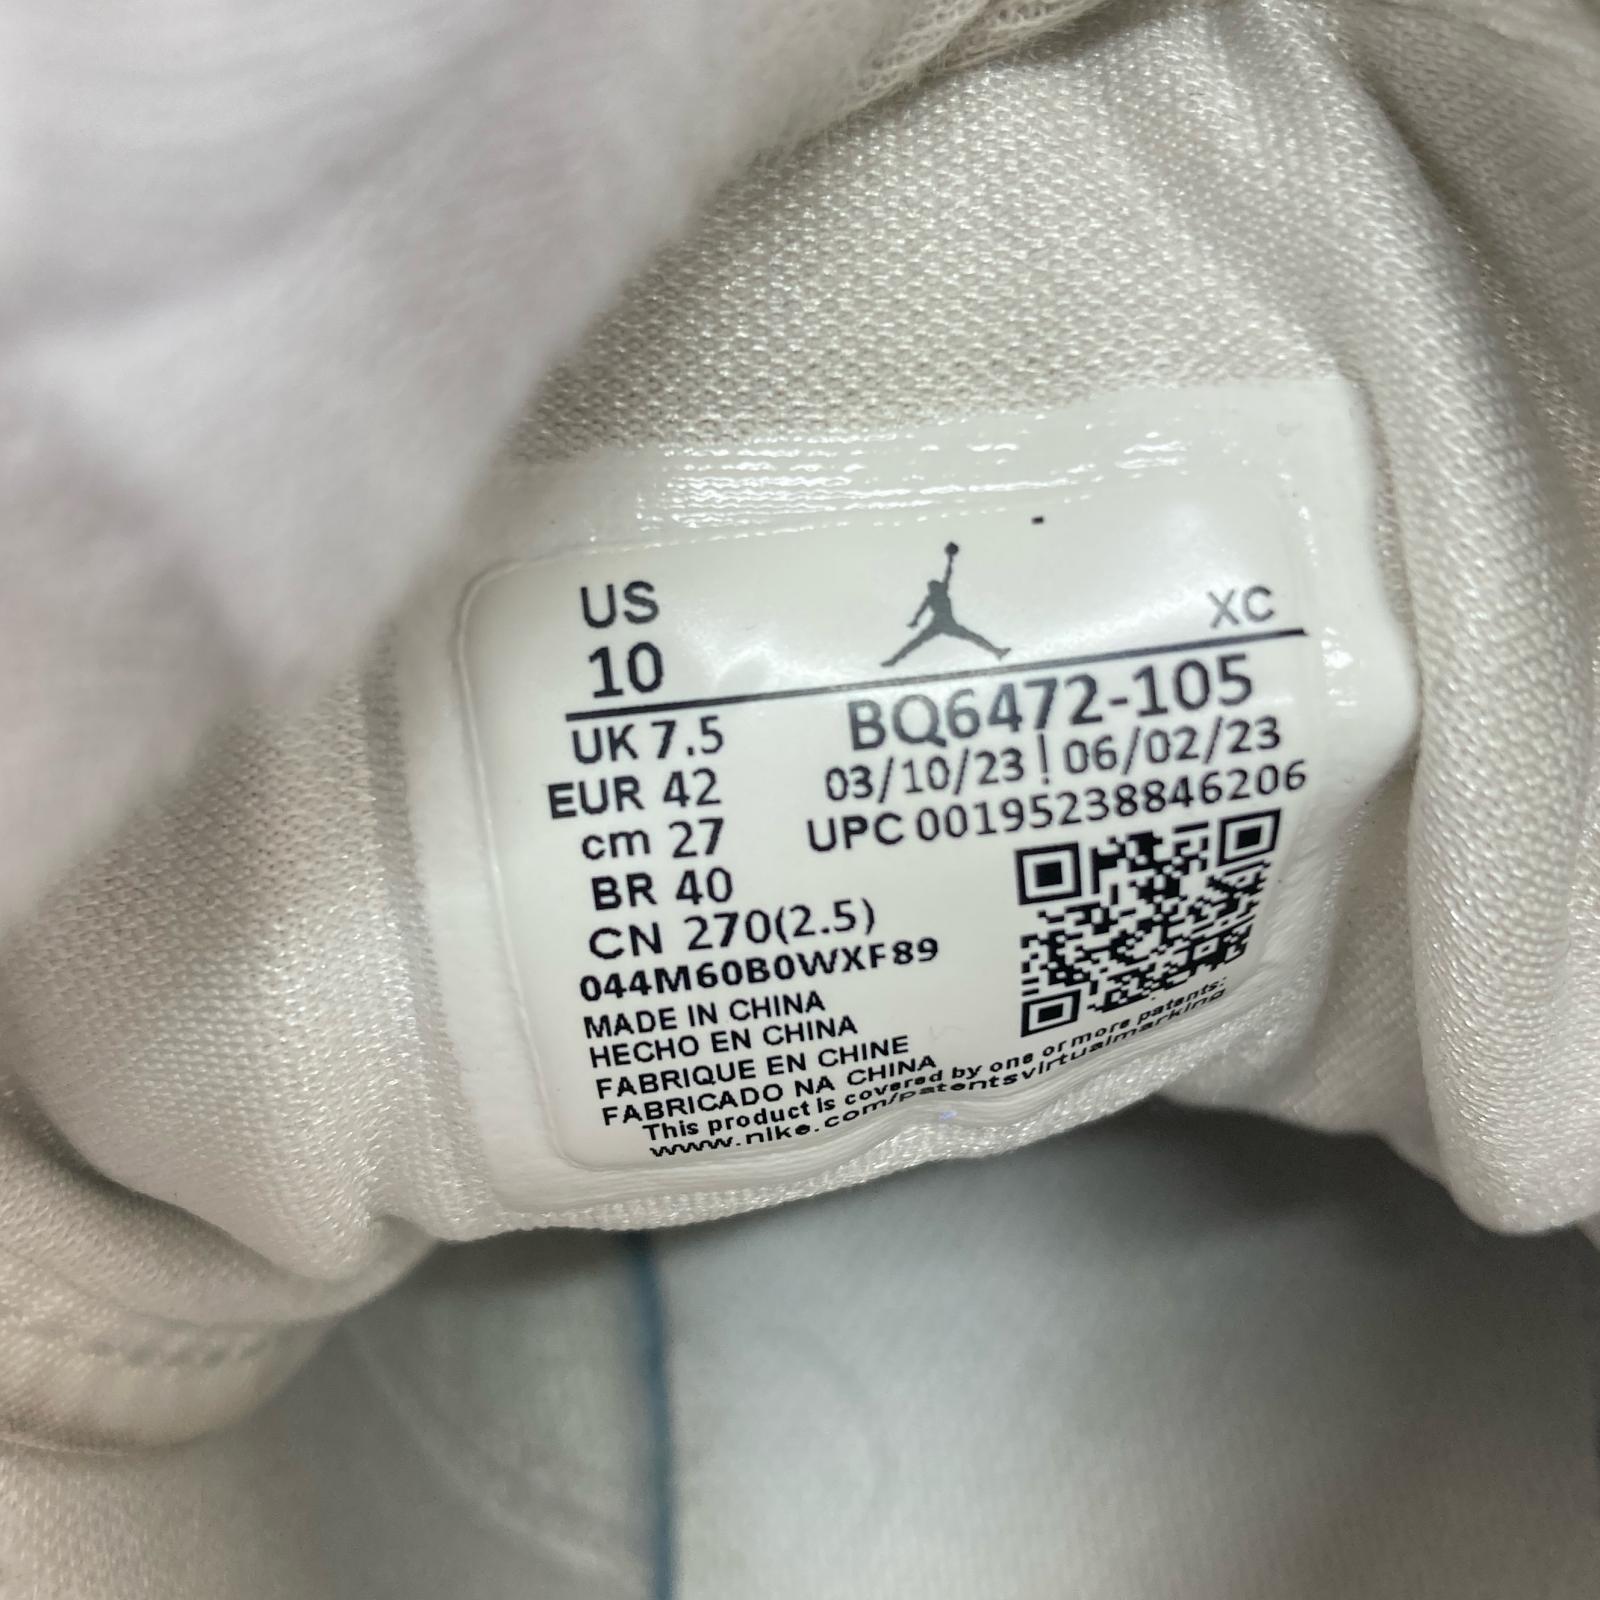 US
10
XC
UK 7.5
EUR 42
cm 27
BR 40
CN 270(2.5)
BQ6472-105
03/10/23 | 06/02/23
UPC 00195238846206
044M60B0WXF89
MADE IN CHINA
HECHO EN CHINA
FABRIQUE EN CHINE
FABRICADO NA CHINA
This product is covered by one or more patents.
www.nike.com/patentsvirtualmarking